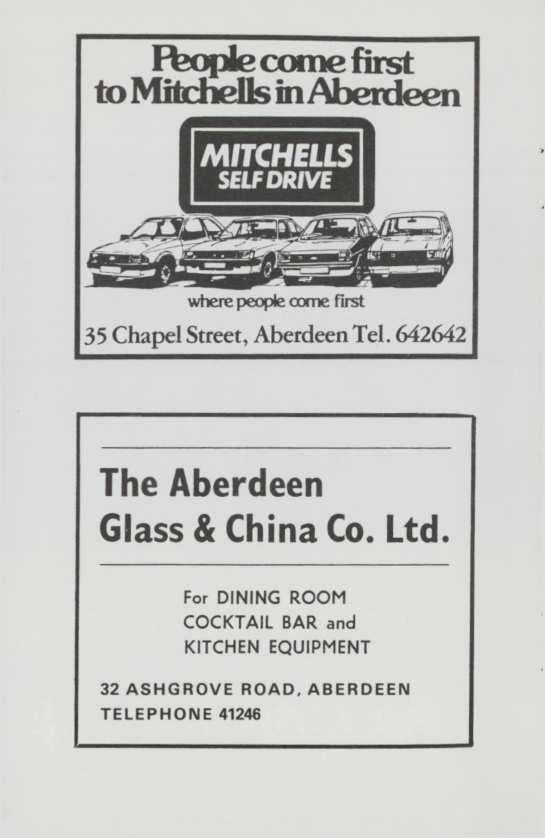 People come first
to Mitchells in Aberdeen
MITCHELLS
SELF DRIVE
where people come first
35 Chapel Street, Aberdeen Tel. 642642
The Aberdeen
Glass & China Co. Ltd.
For DINING ROOM
COCKTAIL BAR and
KITCHEN EQUIPMENT
32 ASHGROVE ROAD, ABERDEEN
TELEPHONE 41246